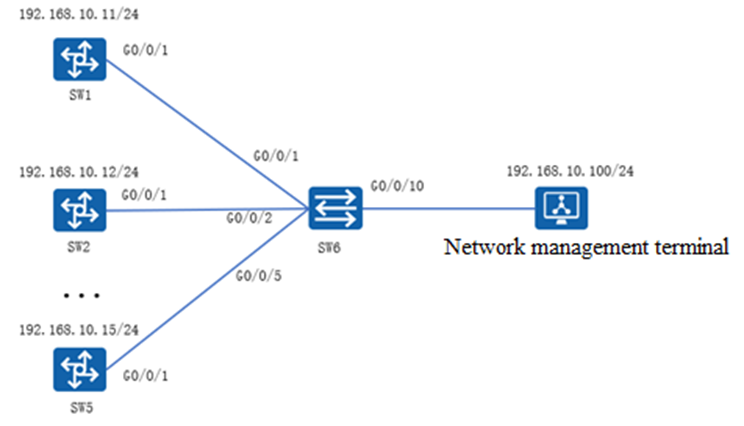 192.168.10.11/24
G0/0/1
SW1
G0/0/1
192.168.10.12/24
G0/0/1
G0/0/2
SW2
G0/0/10
192.168.10.100/24
SW6
Network management terminal
G0/0/5
...
192.168.10.15/24
G0/0/1
SW5